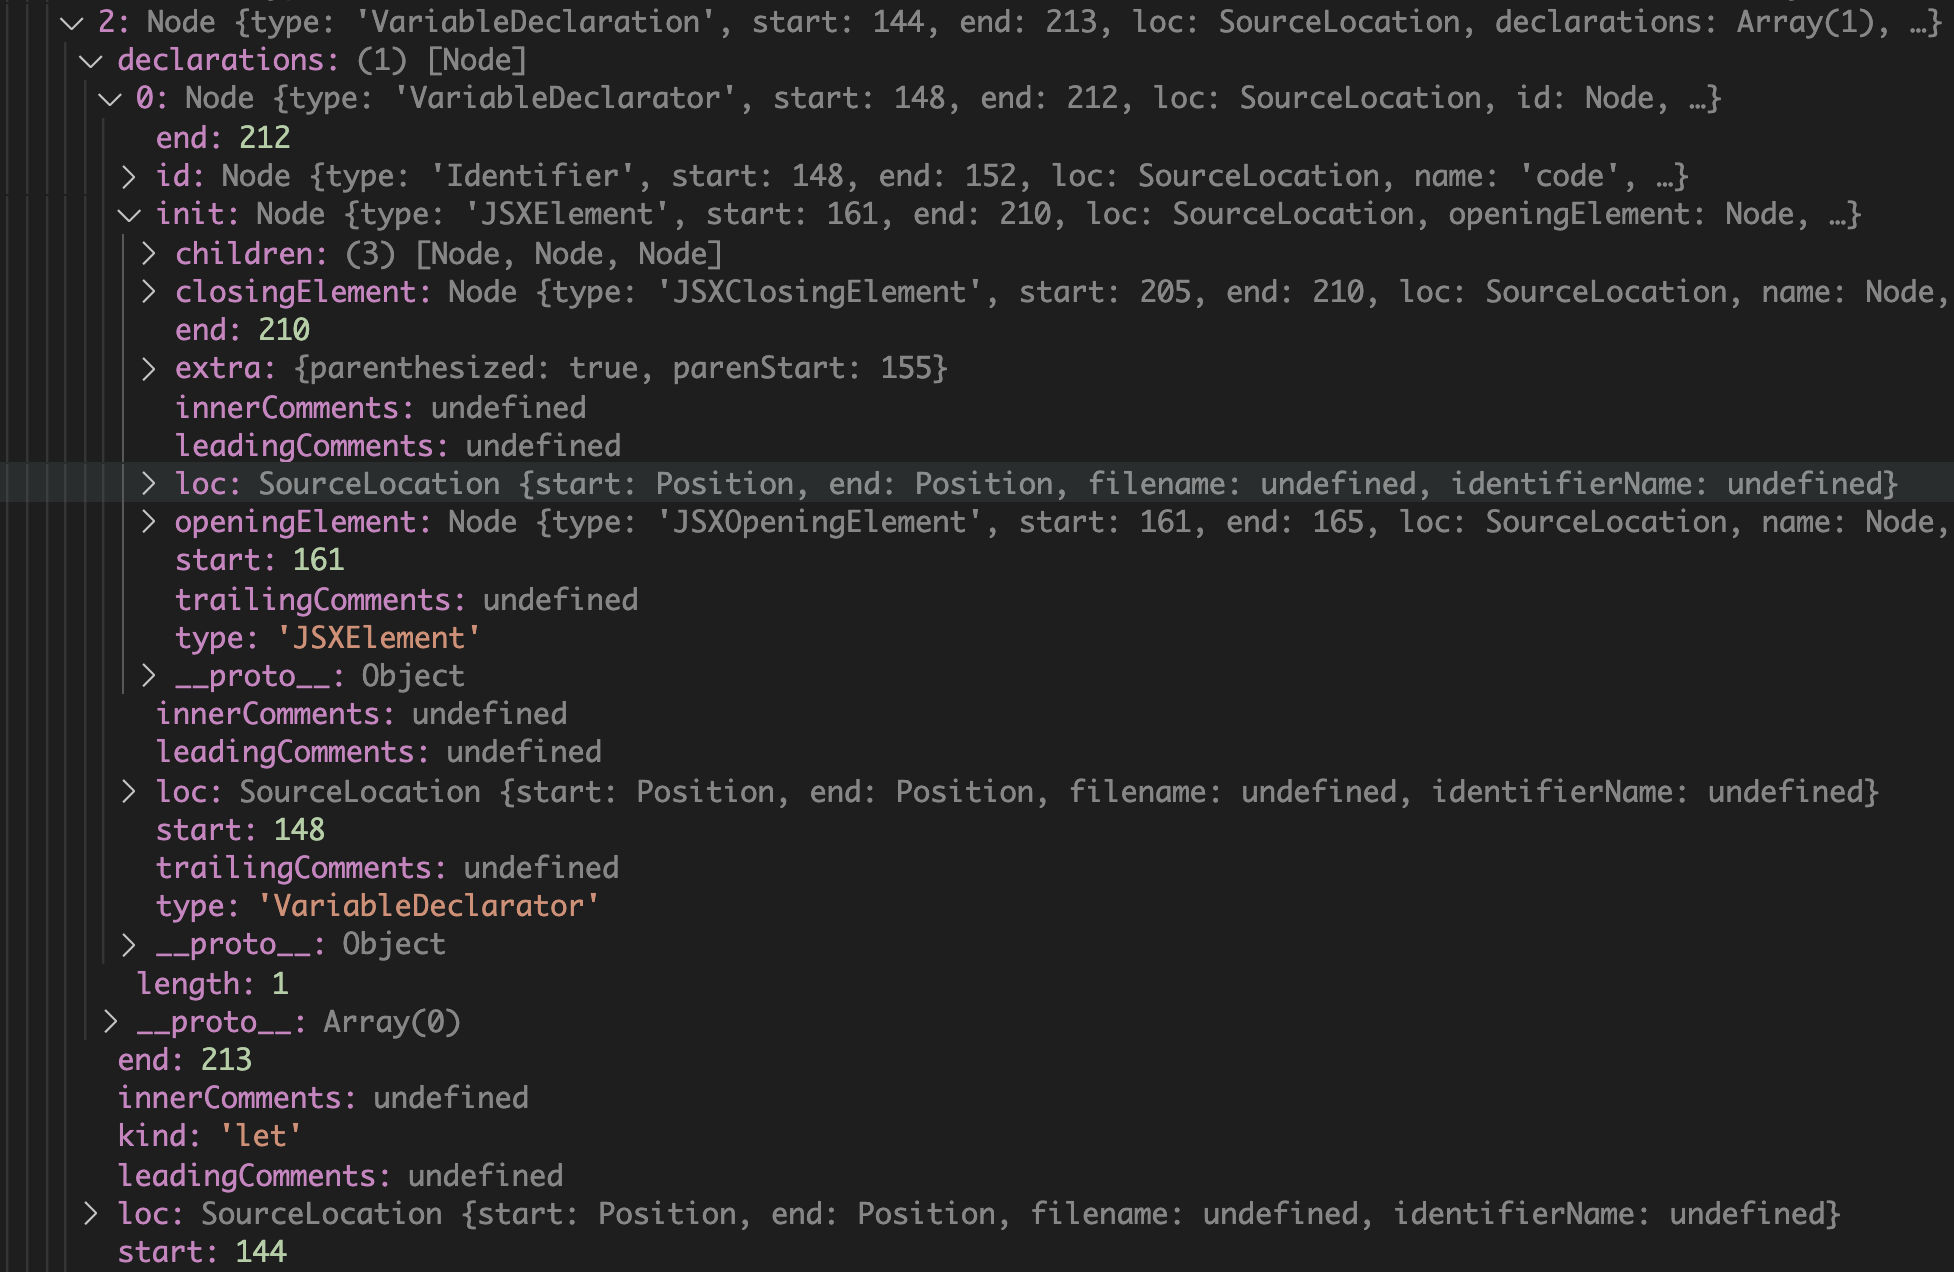 2: Node {type: 'VariableDeclaration', start: 144, end: 213, loc: SourceLocation, declarations: Array(1), …}
declarations: (1) [Node]
0: Node {type: 'VariableDeclarator', start: 148, end: 212, loc: SourceLocation, id: Node, …}
end: 212
id: Node {type: 'Identifier', start: 148, end: 152, loc: SourceLocation, name: 'code', …}
init: Node {type: 'JSXElement', start: 161, end: 210, loc: SourceLocation, openingElement: Node, …}
children: (3) [Node, Node, Node]
closingElement: Node {type: 'JSXClosingElement', start: 205, end: 210, loc: SourceLocation, name: Node,
end: 210
extra: {parenthesized: true, parenStart: 155}
innerComments: undefined
leadingComments: undefined
loc: SourceLocation {start: Position, end: Position, filename: undefined, identifierName: undefined}
openingElement: Node {type: 'JSXOpeningElement', start: 161, end: 165, loc: SourceLocation, name: Node,
start: 161
trailingComments: undefined
type: 'JSXElement'
__proto__: Object
innerComments: undefined
leadingComments: undefined
loc: SourceLocation {start: Position, end: Position, filename: undefined, identifierName: undefined}
start: 148
trailingComments: undefined
type: 'VariableDeclarator'
__proto__: Object
length: 1
__proto__: Array(0)
end: 213
innerComments: undefined
kind: 'let'
leadingComments: undefined
loc: SourceLocation {start: Position, end: Position, filename: undefined, identifierName: undefined}
start: 144